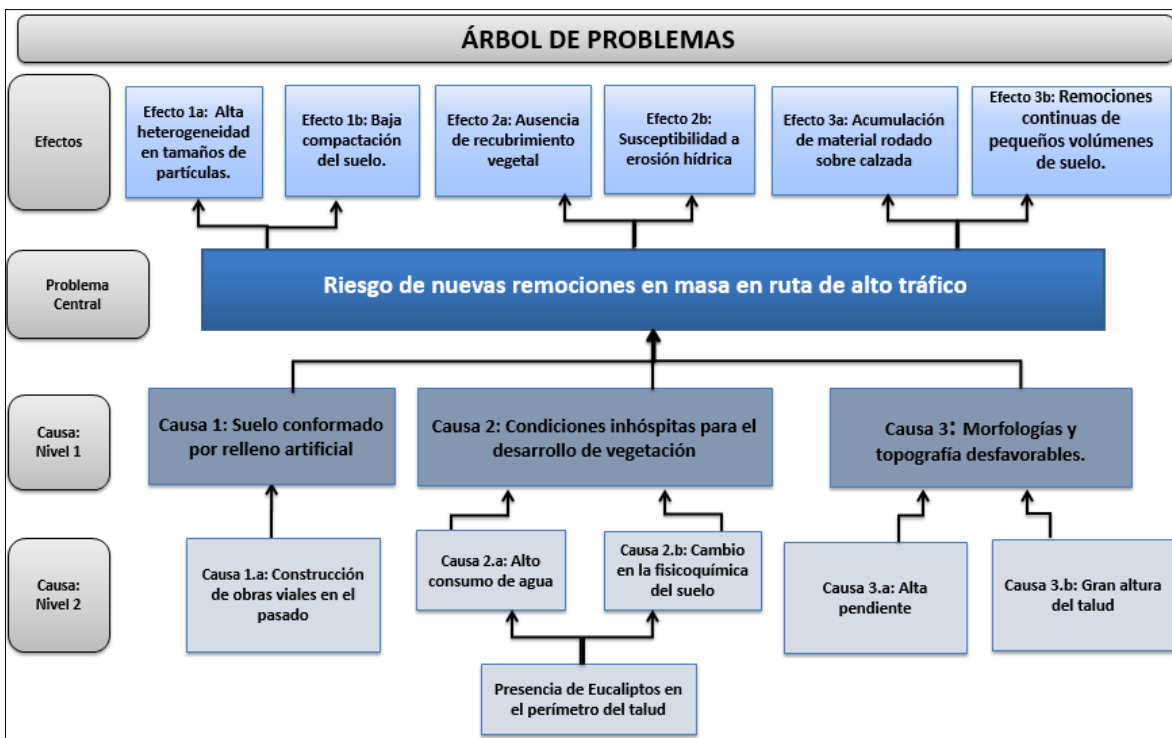 ÁRBOL DE PROBLEMAS
Efectos
Efecto 1a: Alta
heterogeneidad
en tamaños de
partículas.
Efecto 1b: Baja
compactación
del suelo.
Efecto 2a: Ausencia
de recubrimiento
vegetal
Efecto 2b:
Susceptibilidad a
erosión hídrica
Efecto 3a: Acumulación
de material rodado
sobre calzada
Efecto 3b: Remociones
continuas de
pequeños volúmenes
de suelo.
Problema
Central
Riesgo de nuevas remociones en masa en ruta de alto tráfico
Causa:
Nivel 1
Causa 1: Suelo conformado
por relleno artificial
Causa 2: Condiciones inhóspitas para el
desarrollo de vegetación
Causa 3: Morfologías y
topografía desfavorables.
Causa:
Nivel 2
Causa 1.a: Construcción
de obras viales en el
pasado
Causa 2.a: Alto
consumo de agua
Causa 2.b: Cambio
en la fisicoquímica
del suelo
Causa 3.a: Alta
pendiente
Causa 3.b: Gran altura
del talud
Presencia de Eucaliptos en
el perímetro del talud